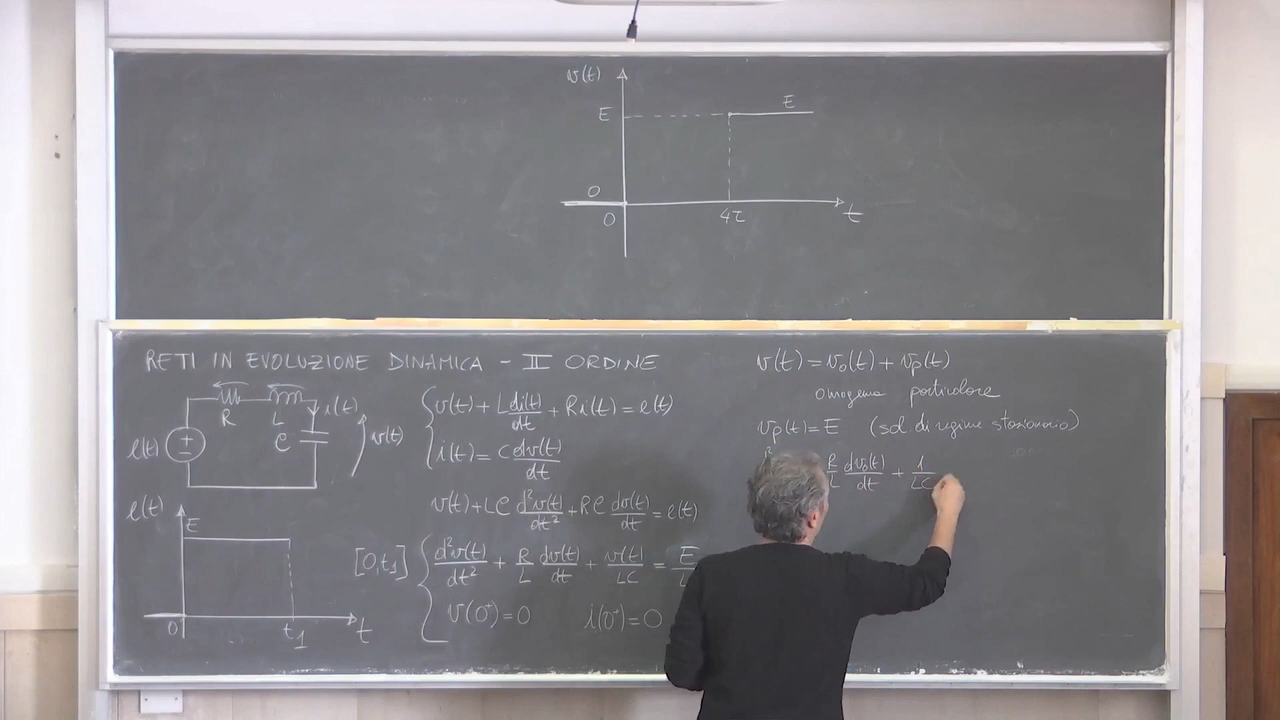 v(t)
E
E
0
0
4τ
t
RETI IN EVOLUZIONE DINAMICA - II ORDINE
R
L
i(t)
e(t)
C
v(t)
v(t) + L di(t)/dt + Ri(t) = e(t)
i(t) = C dv(t)/dt
v(t) + LC d²v(t)/dt² + RC dv(t)/dt = e(t)
e(t)
E
0
t₁
t
[0,t₁]
d²v(t)/dt² + R/L dv(t)/dt + v(t)/LC = E/L
v(0⁺)=0 i(0⁺)=0
v(t) = v₀(t) + vₚ(t)
omogenea particolare
vₚ(t) = E (sol di regime stazionario)
R/L dv₀(t)/dt + 1/LC